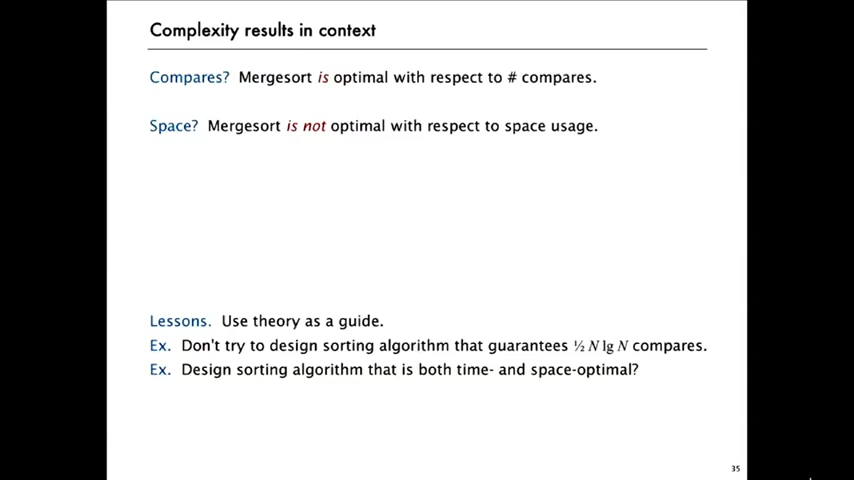 Complexity results in context
Compares? Mergesort is optimal with respect to # compares.
Space? Mergesort is not optimal with respect to space usage.
Lessons. Use theory as a guide.
Ex. Don't try to design sorting algorithm that guarantees ½ N lg N compares.
Ex. Design sorting algorithm that is both time- and space-optimal?
35